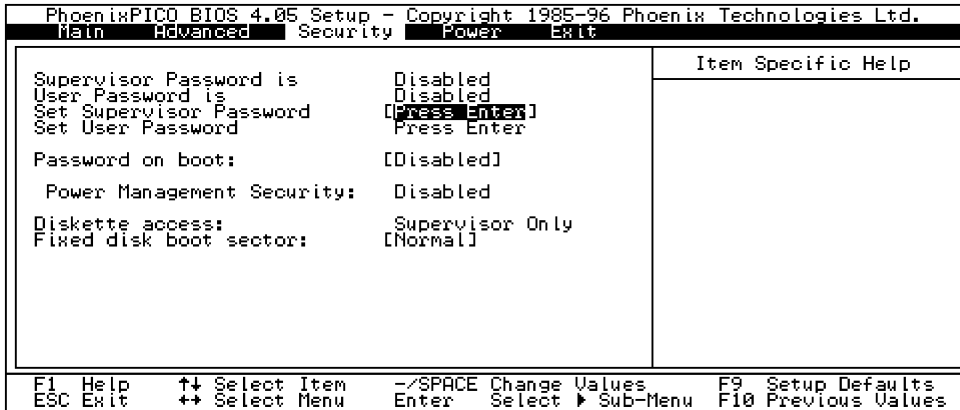 PhoenixPICO BIOS 4.05 Setup - Copyright 1985-96 Phoenix Technologies Ltd.
Main Advanced Security Power Exit
Item Specific Help
Supervisor Password is Disabled
User Password is Disabled
Set Supervisor Password [Press Enter]
Set User Password Press Enter
Password on boot: [Disabled]
Power Management Security: Disabled
Diskette access: Supervisor Only
Fixed disk boot sector: [Normal]
F1 Help ↑↓ Select Item -/SPACE Change Values F9 Setup Defaults
ESC Exit ←→ Select Menu Enter Select ▶ Sub-Menu F10 Previous Values